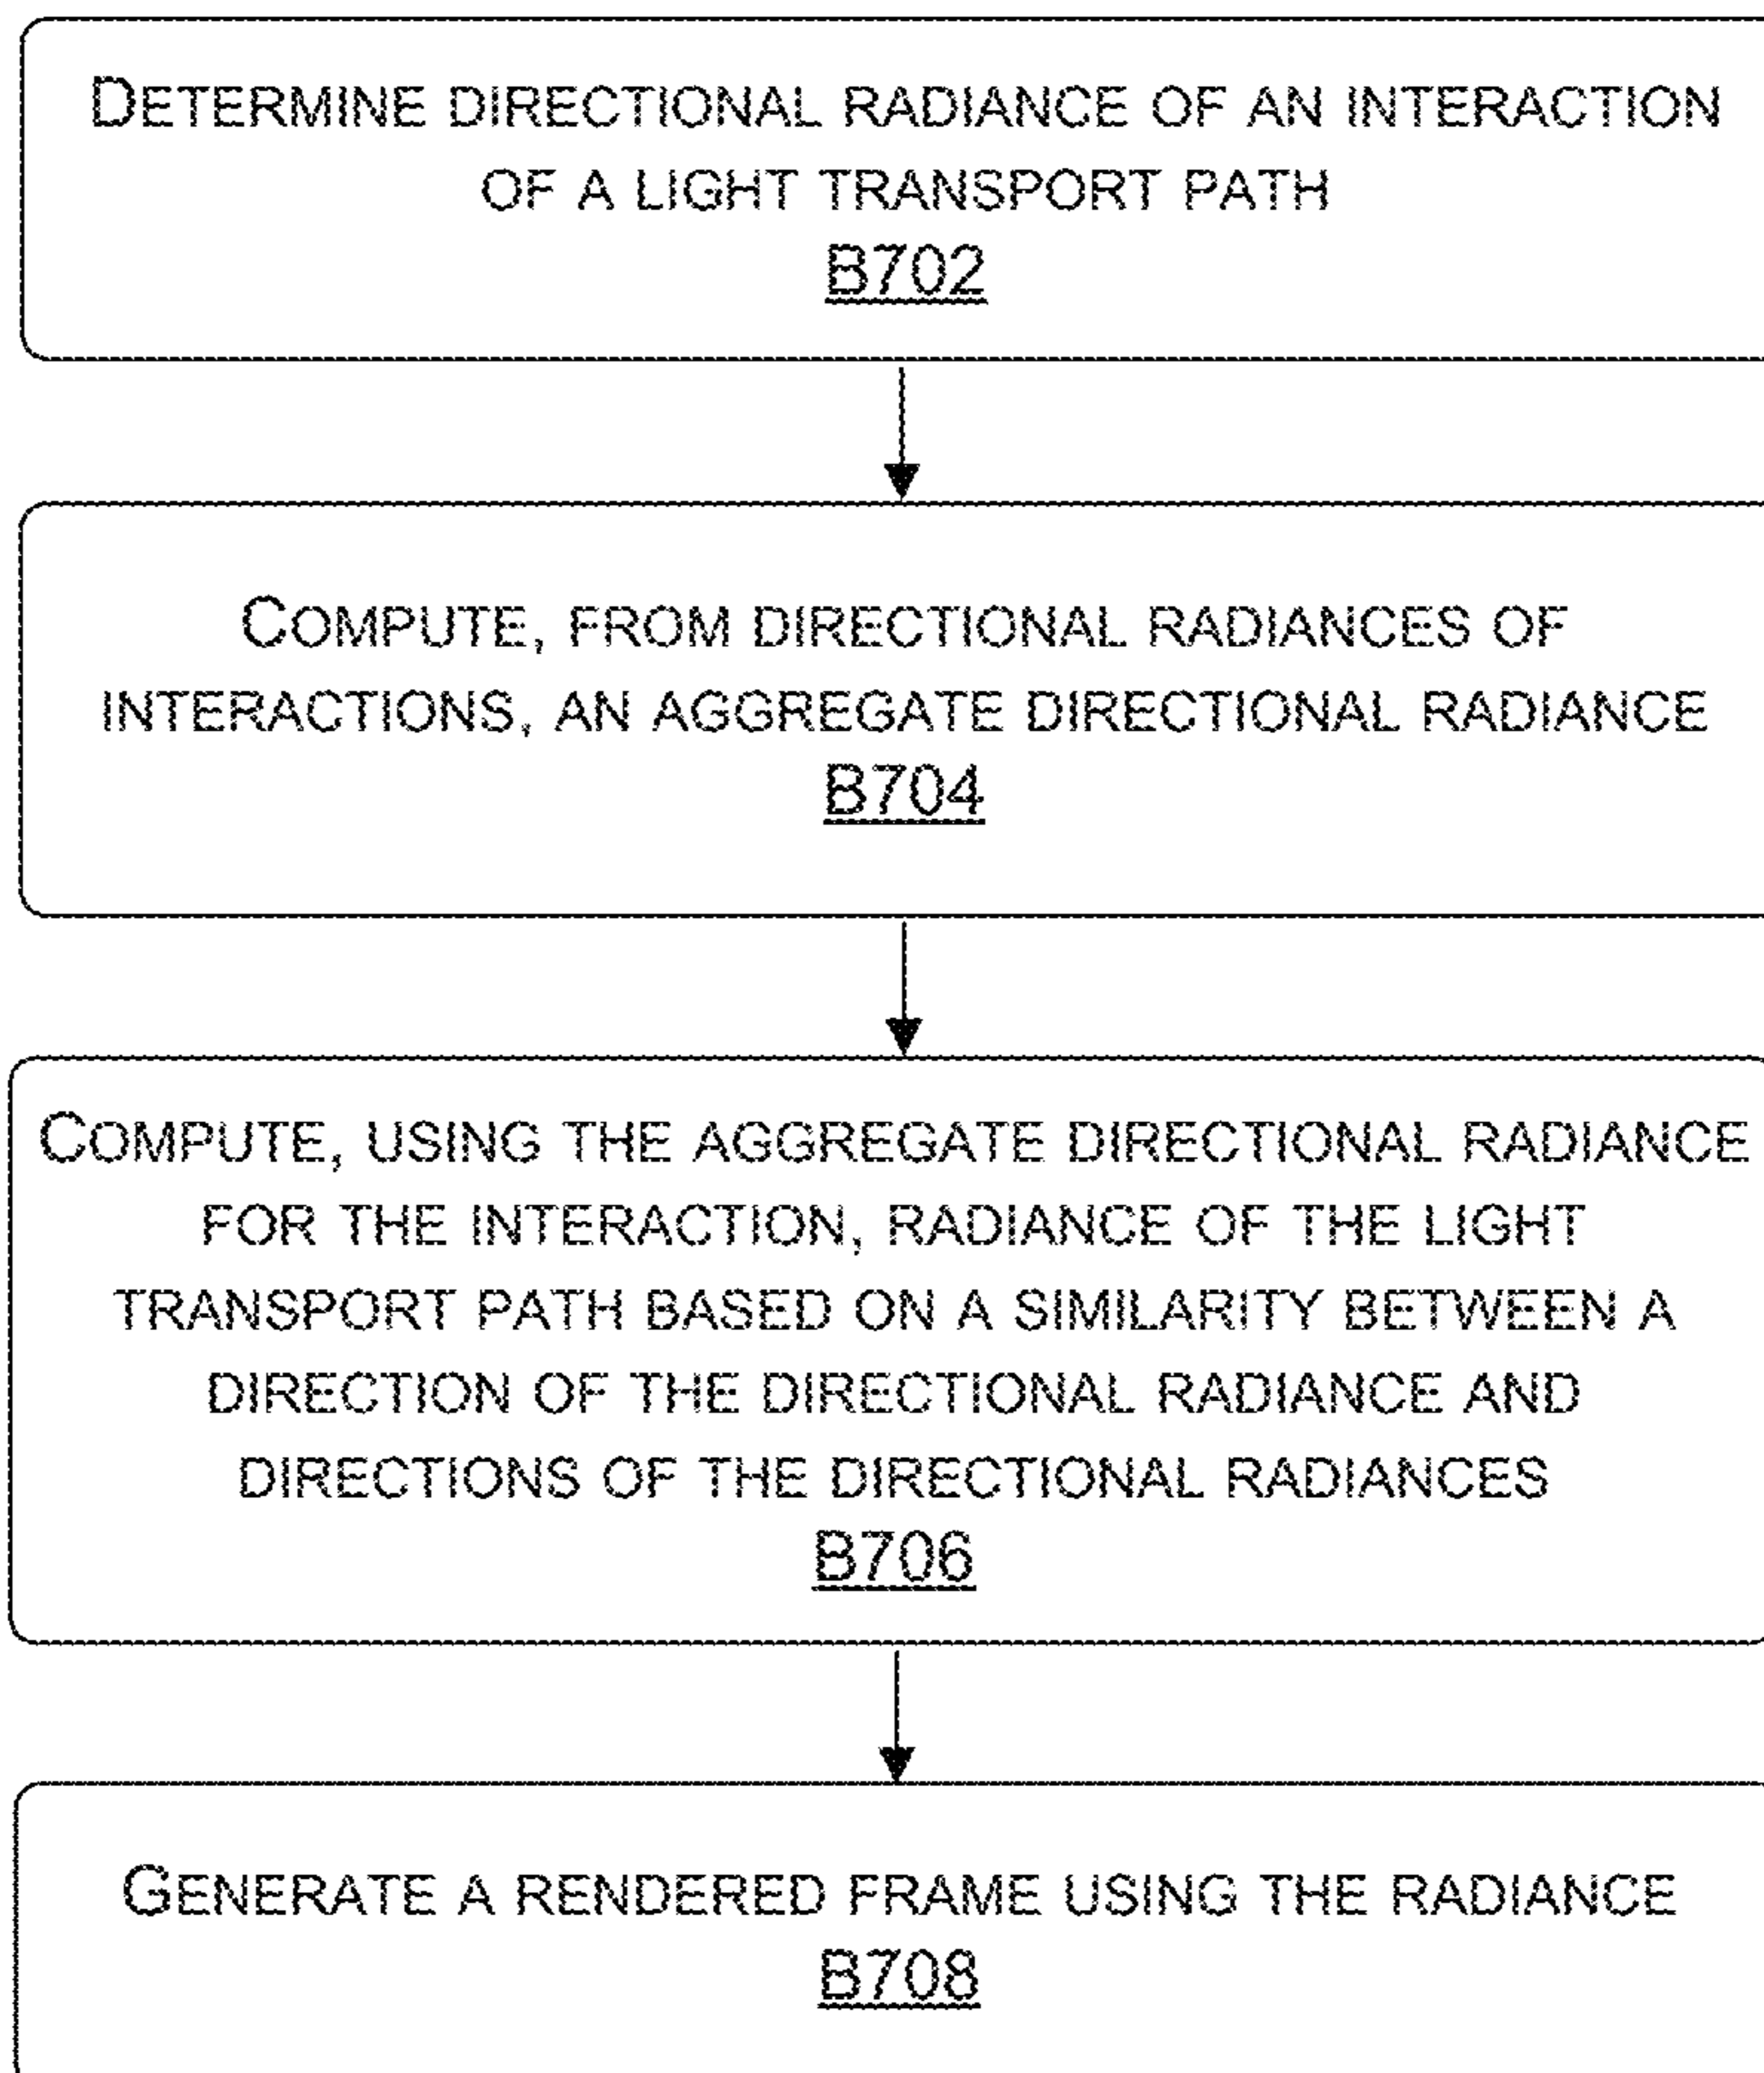 DETERMINE DIRECTIONAL RADIANCE OF AN INTERACTION
OF A LIGHT TRANSPORT PATH
B702
COMPUTE, FROM DIRECTIONAL RADIANCES OF
INTERACTIONS, AN AGGREGATE DIRECTIONAL RADIANCE
B704
COMPUTE, USING THE AGGREGATE DIRECTIONAL RADIANCE
FOR THE INTERACTION, RADIANCE OF THE LIGHT
TRANSPORT PATH BASED ON A SIMILARITY BETWEEN A
DIRECTION OF THE DIRECTIONAL RADIANCE AND
DIRECTIONS OF THE DIRECTIONAL RADIANCES
B706
GENERATE A RENDERED FRAME USING THE RADIANCE
B708